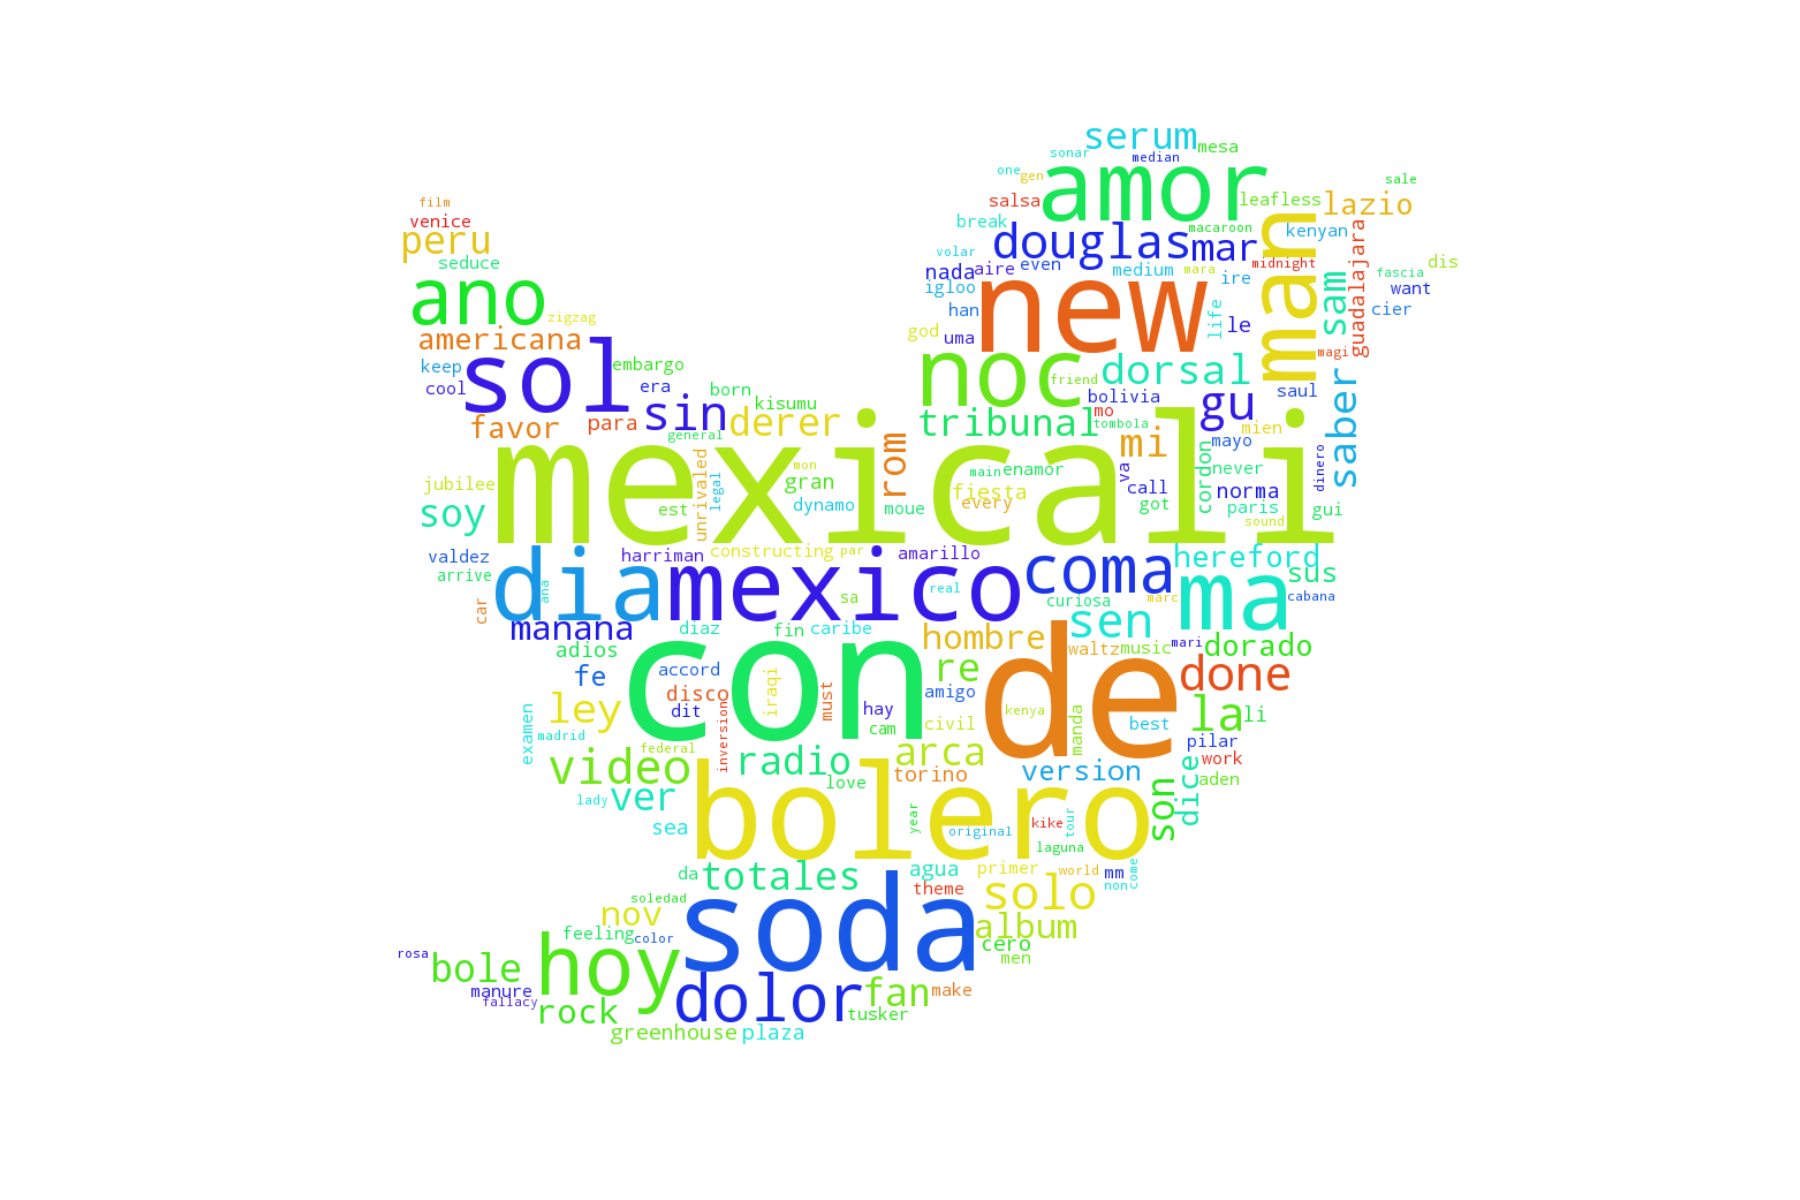 serum
mesa
sonar
median
one
gen
amor
sale
film
salsa
leafless
lazio
venice
break
douglas
mar
macaroon
man
kenyan
guadalajara
peru
volar
seduce
nada
aire
even
medium
mara
ire
midnight
sam
fascia
dis
want
ano
igloo
new
han
life
le
cier
zigzag
god
uma
magi
americana
sol
noc
dorsal
friend
saul
saber
keep
embargo
cool
era
born
bolivia
gu
favor
para
sin
kisumu
derer
tribunal
mo
tombola
mien
general
rom
mi
mayo
mexicali
unrivaled
legal
mon
gran
main
enamor
va
cordon
never
dinero
jubilee
fiesta
every
call
norma
soy
est
dynamo
moue
got
paris
gui
sound
valdez
harriman
constructing
par
amarillo
coma
hereford
arrive
dia
ana
mexico
real
ma
sus
car
sa
curiosa
marc
cabana
manana
diaz
fin
caribe
hombre
sen
adios
con
de
waltz
music
mari
dorado
fe
accord
iraqi
re
done
disco
must
amigo
kenya
ley
dit
inversion
hay
cam
civil
manda
best
la
li
examen
madrid
federal
pilar
video
radio
arca
version
dice
work
torino
aden
lady
ver
love
son
sea
bolero
year
original
kike
tour
laguna
da
totales
agua
primer
world
mm
come
theme
non
soledad
soda
solo
nov
feeling
color
album
cero
rosa
bole
hoy
men
manure
fallacy
dolor
fan
make
rock
tusker
greenhouse
plaza